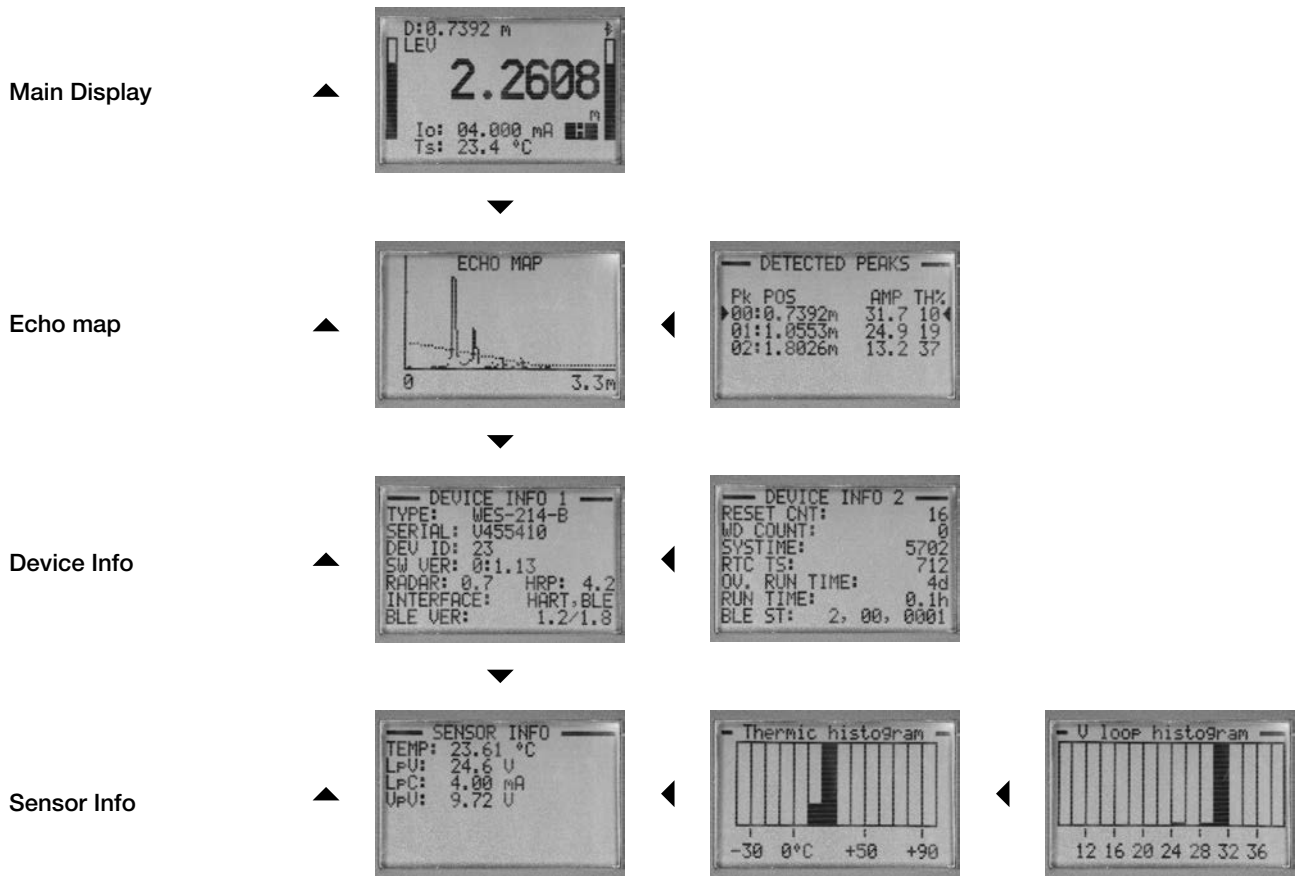 Main Display
D:0.7392 m
LEV
2.2608
m
Io: 04.000 mA
Ts: 23.4 °C
Echo map
ECHO MAP
0 3.3m
DETECTED PEAKS
Pk POS AMP TH%
00:0.7392m 31.7 10
01:1.0553m 24.9 19
02:1.8026m 13.2 37
Device Info
DEVICE INFO 1
TYPE: WES-214-B
SERIAL: V455410
DEV ID: 23
SW VER: 0:1.13
RADAR: 0.7 HRP: 4.2
INTERFACE: HART,BLE
BLE VER: 1.2/1.8
DEVICE INFO 2
RESET CNT: 16
WD COUNT: 0
SYSTIME: 5702
RTC TS: 712
OV. RUN TIME: 4d
RUN TIME: 0.1h
BLE ST: 2, 00, 0001
Sensor Info
SENSOR INFO
TEMP: 23.61 °C
LpV: 24.6 V
LpC: 4.00 mA
VpV: 9.72 V
Thermic histogram
-30 0°C +50 +90
V loop histogram
12 16 20 24 28 32 36